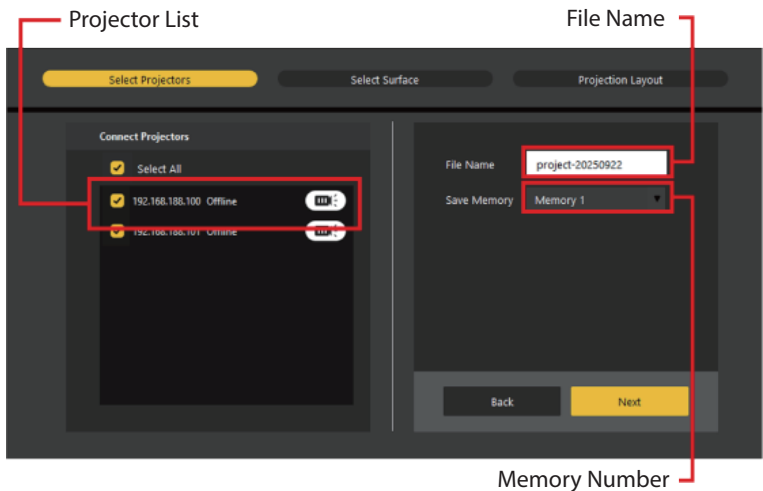 Projector List
File Name
Select Projectors
Select Surface
Projection Layout
Connect Projectors
Select All
192.168.188.100 Offline
192.168.188.101 Offline
File Name
project-20250922
Save Memory
Memory 1
Back
Next
Memory Number